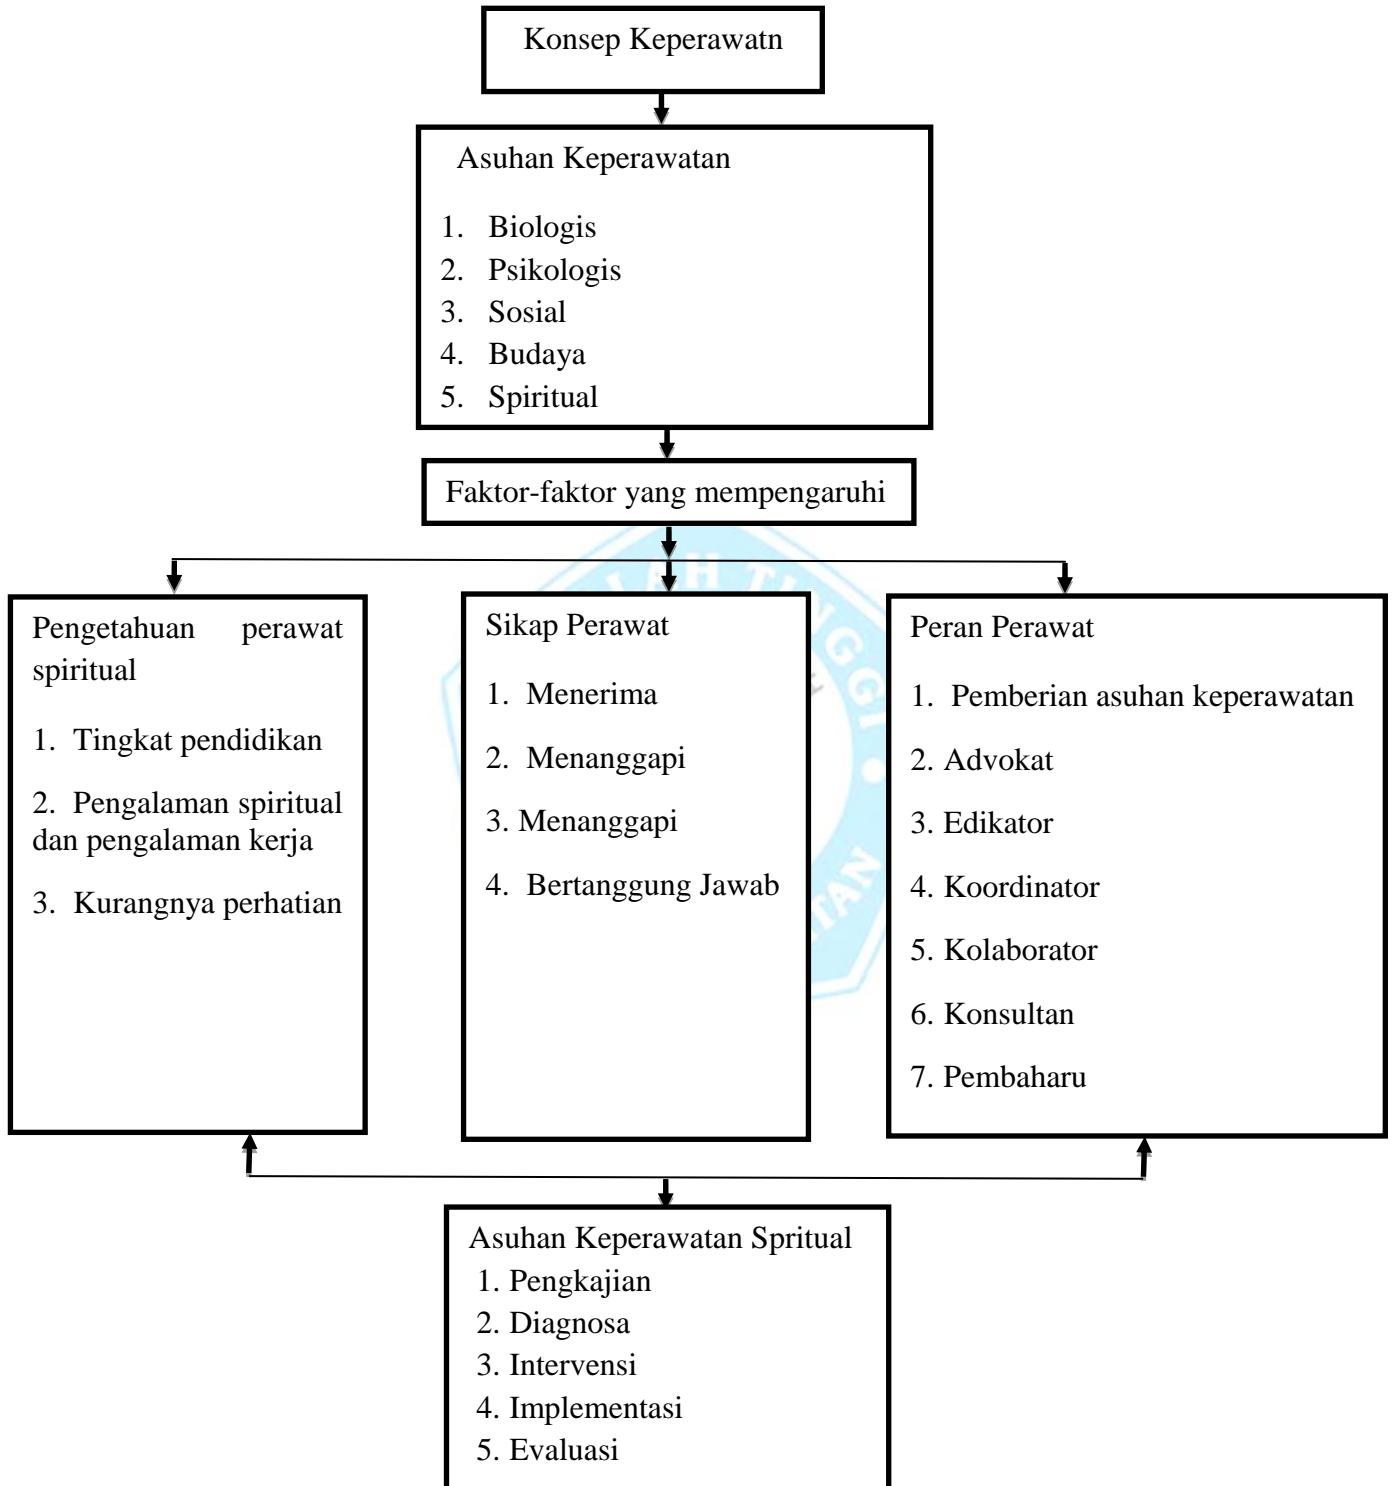 Konsep Keperawatn
Asuhan Keperawatan
1. Biologis
2. Psikologis
3. Sosial
4. Budaya
5. Spiritual
Faktor-faktor yang mempengaruhi
Pengetahuan perawat
spiritual
1. Tingkat pendidikan
2. Pengalaman spiritual
dan pengalaman kerja
3. Kurangnya perhatian
Sikap Perawat
1. Menerima
2. Menanggapi
3. Menanggapi
4. Bertanggung Jawab
Peran Perawat
1. Pemberian asuhan keperawatan
2. Advokat
3. Edikator
4. Koordinator
5. Kolaborator
6. Konsultan
7. Pembaharu
Asuhan Keperawatan Spritual
1. Pengkajian
2. Diagnosa
3. Intervensi
4. Implementasi
5. Evaluasi